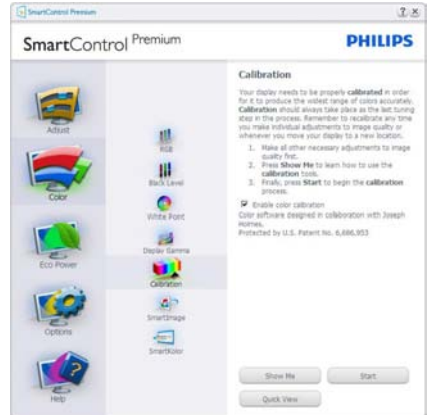 SmartControl Premium
SmartControl Premium
PHILIPS
Adjust
Color
Eco Power
Options
Help
RGB
Black Level
White Point
Display Gamma
Calibration
SmartImage
SmartKolor
Calibration
Your display needs to be properly calibrated in order
for it to produce the widest range of colors accurately.
Calibration should always take place as the last tuning
step in the process. Remember to recalibrate any time
you make individual adjustments to image quality or
whenever you move your display to a new location.
1. Make all other necessary adjustments to image
quality first.
2. Press Show Me to learn how to use the
calibration tools.
3. Finally, press Start to begin the calibration
process.
Enable color calibration
Color software designed in collaboration with Joseph
Holmes.
Protected by U.S. Patent No. 6,686,953
Show Me
Start
Quick View